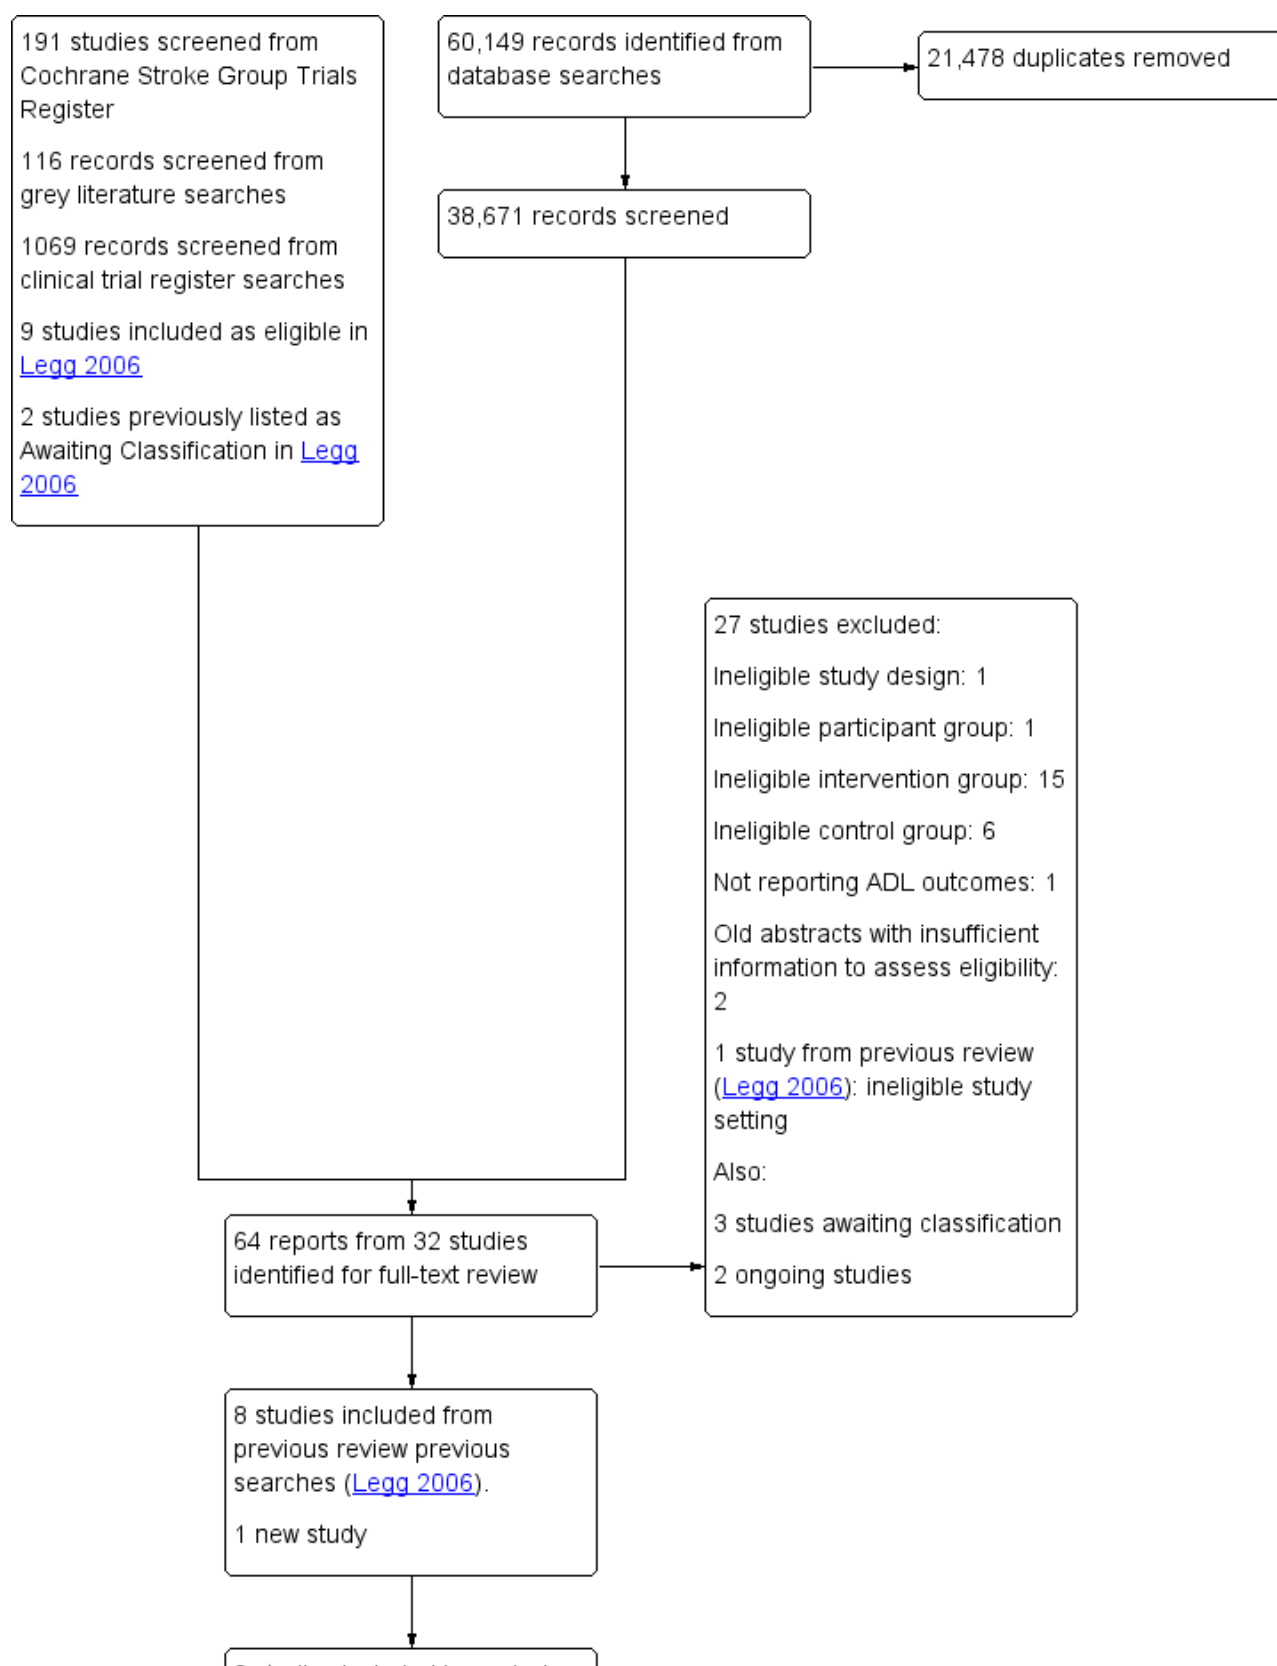 191 studies screened from
Cochrane Stroke Group Trials
Register
116 records screened from
grey literature searches
1069 records screened from
clinical trial register searches
9 studies included as eligible in
Legg 2006
2 studies previously listed as
Awaiting Classification in Legg
2006
60,149 records identified from
database searches
21,478 duplicates removed
38,671 records screened
27 studies excluded:
Ineligible study design: 1
Ineligible participant group: 1
Ineligible intervention group: 15
Ineligible control group: 6
Not reporting ADL outcomes: 1
Old abstracts with insufficient
information to assess eligibility:
2
1 study from previous review
(Legg 2006): ineligible study
setting
Also:
3 studies awaiting classification
2 ongoing studies
64 reports from 32 studies
identified for full-text review
8 studies included from
previous review previous
searches (Legg 2006).
1 new study